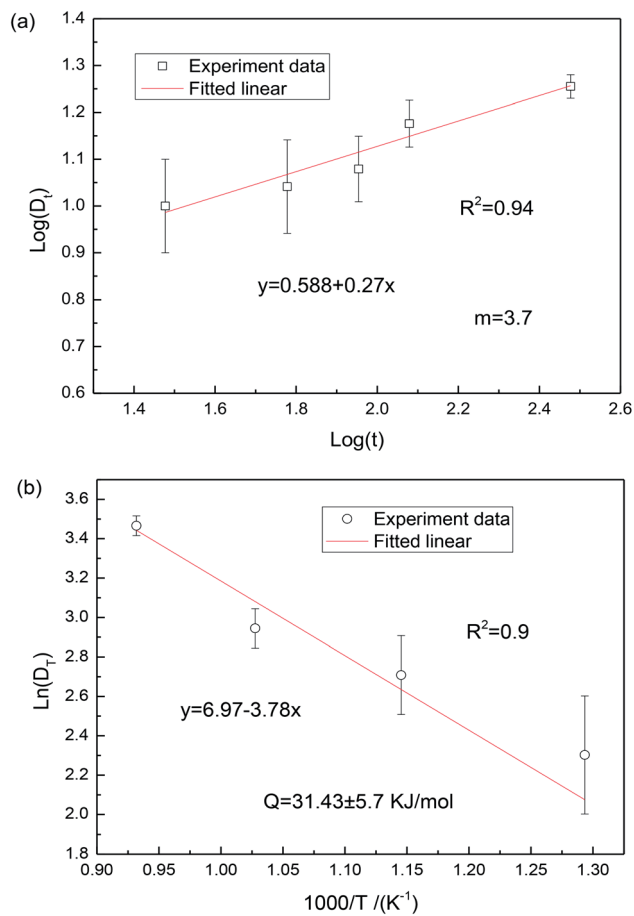 (a)
1.4
1.3
1.2
1.1
1.0
0.9
0.8
0.7
0.6
Log(Dt)
Experiment data
Fitted linear
R2=0.94
y=0.588+0.27x
m=3.7
1.4 1.6 1.8 2.0 2.2 2.4 2.6
Log(t)
(b)
3.6
3.4
3.2
3.0
2.8
2.6
2.4
2.2
2.0
1.8
Ln(DT)
Experiment data
Fitted linear
R2=0.9
y=6.97-3.78x
Q=31.43±5.7 KJ/mol
0.90 0.95 1.00 1.05 1.10 1.15 1.20 1.25 1.30
1000/T /(K-1)